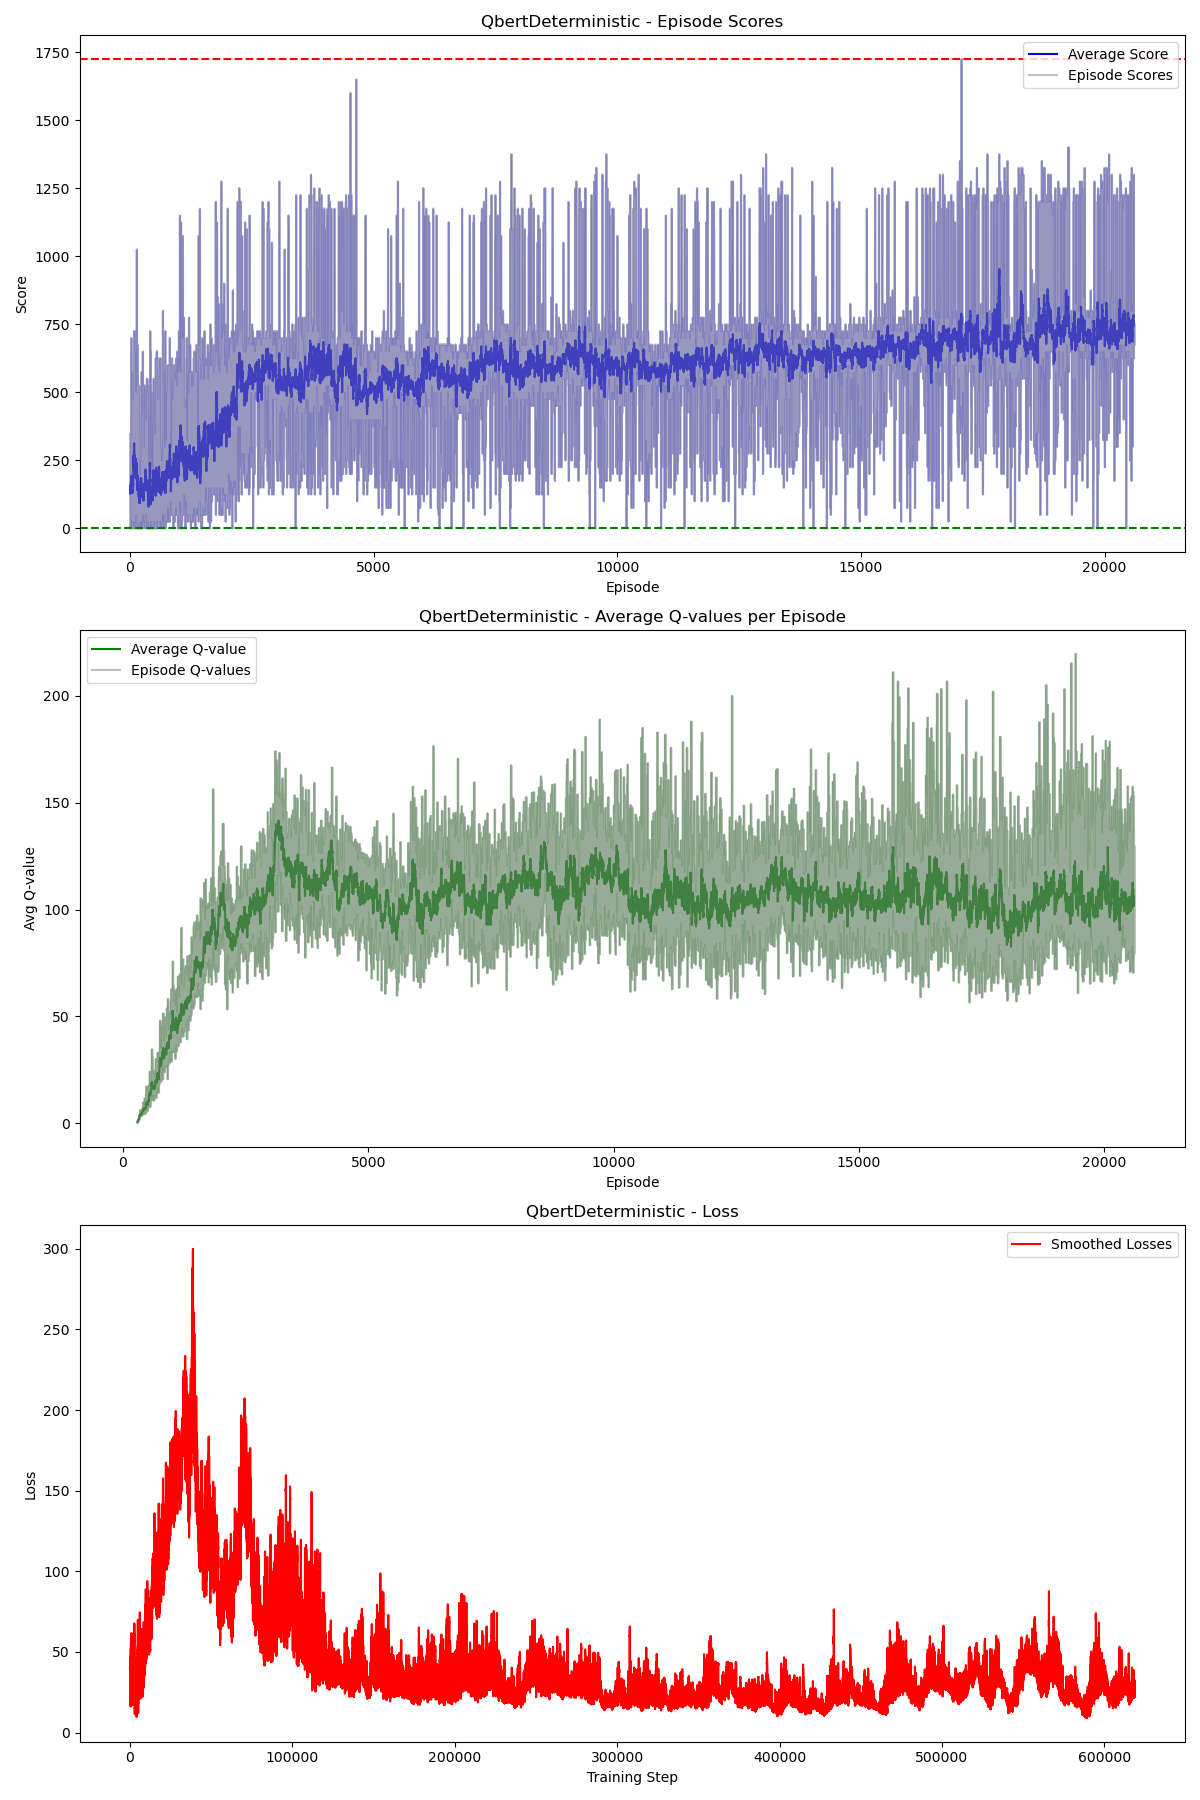 QbertDeterministic - Episode Scores
Average Score
Episode Scores
1750
1500
1250
1000
750
500
250
0
Score
0 5000 10000 15000 20000
Episode
QbertDeterministic - Average Q-values per Episode
Average Q-value
Episode Q-values
200
150
100
50
0
Avg Q-value
0 5000 10000 15000 20000
Episode
QbertDeterministic - Loss
Smoothed Losses
300
250
200
150
100
50
0
Loss
0 100000 200000 300000 400000 500000 600000
Training Step